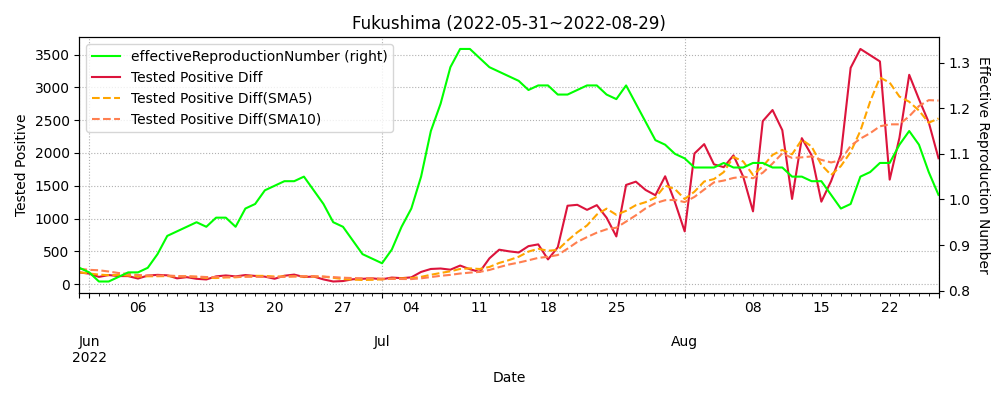 Fukushima (2022-05-31~2022-08-29)
effectiveReproductionNumber (right)
Tested Positive Diff
Tested Positive Diff(SMA5)
Tested Positive Diff(SMA10)
Tested Positive
3500
3000
2500
2000
1500
1000
500
0
Effective Reproduction Number
1.3
1.2
1.1
1.0
0.9
0.8
06 13 20 27 04 11 18 25 08 15 22
Jun Jul Aug
2022
Date